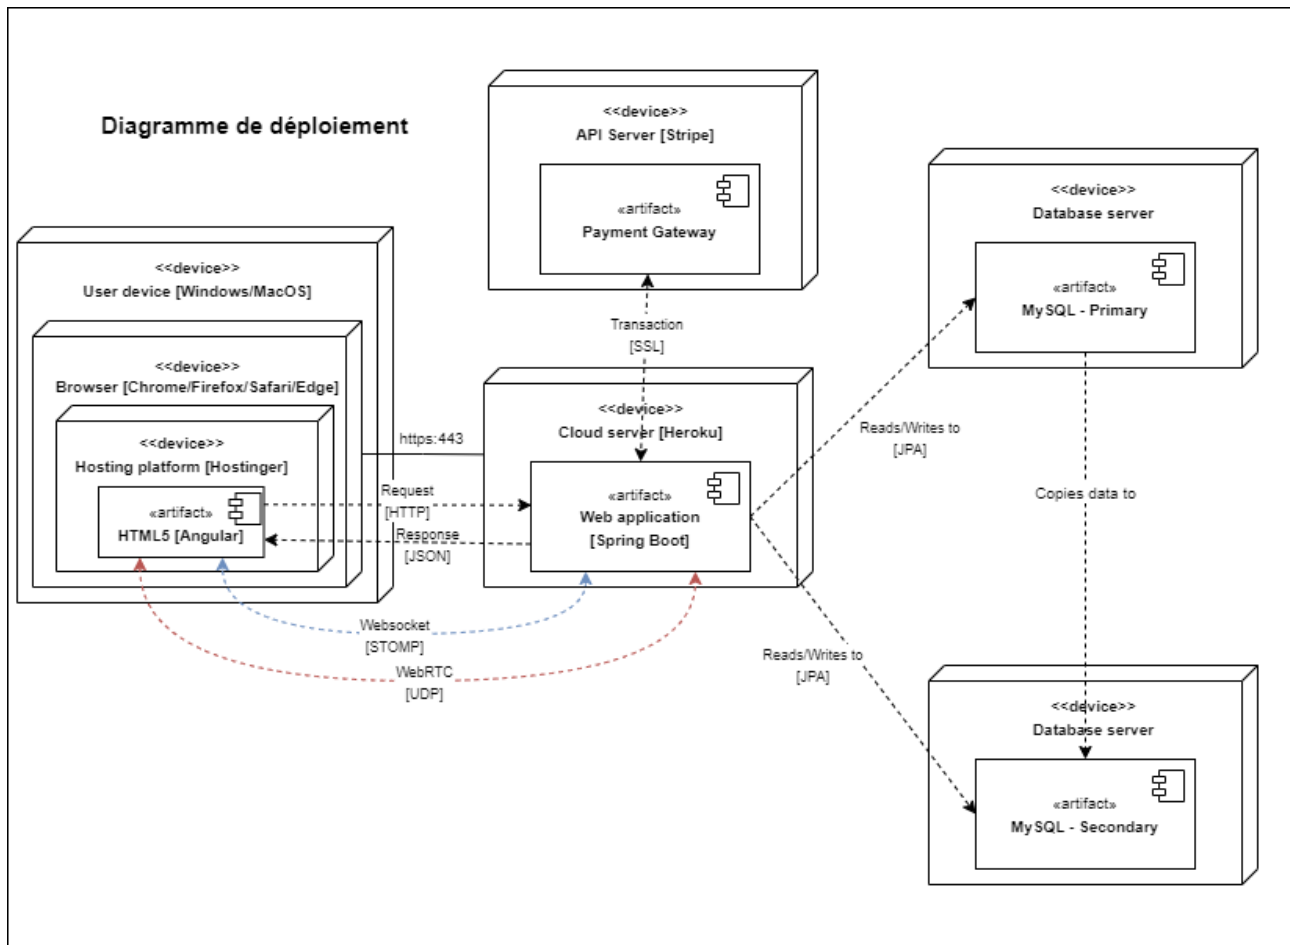 Diagramme de déploiement
<<device>>
API Server [Stripe]
«artifact»
Payment Gateway
<<device>>
Database server
«artifact»
MySQL - Primary
<<device>>
User device [Windows/MacOS]
<<device>>
Browser [Chrome/Firefox/Safari/Edge]
<<device>>
Hosting platform [Hostinger]
«artifact»
HTML5 [Angular]
Transaction
[SSL]
https:443
<<device>>
Cloud server [Heroku]
«artifact»
Web application
[Spring Boot]
Request
[HTTP]
Response
[JSON]
Websocket
[STOMP]
WebRTC
[UDP]
Reads/Writes to
[JPA]
Copies data to
Reads/Writes to
[JPA]
<<device>>
Database server
«artifact»
MySQL - Secondary